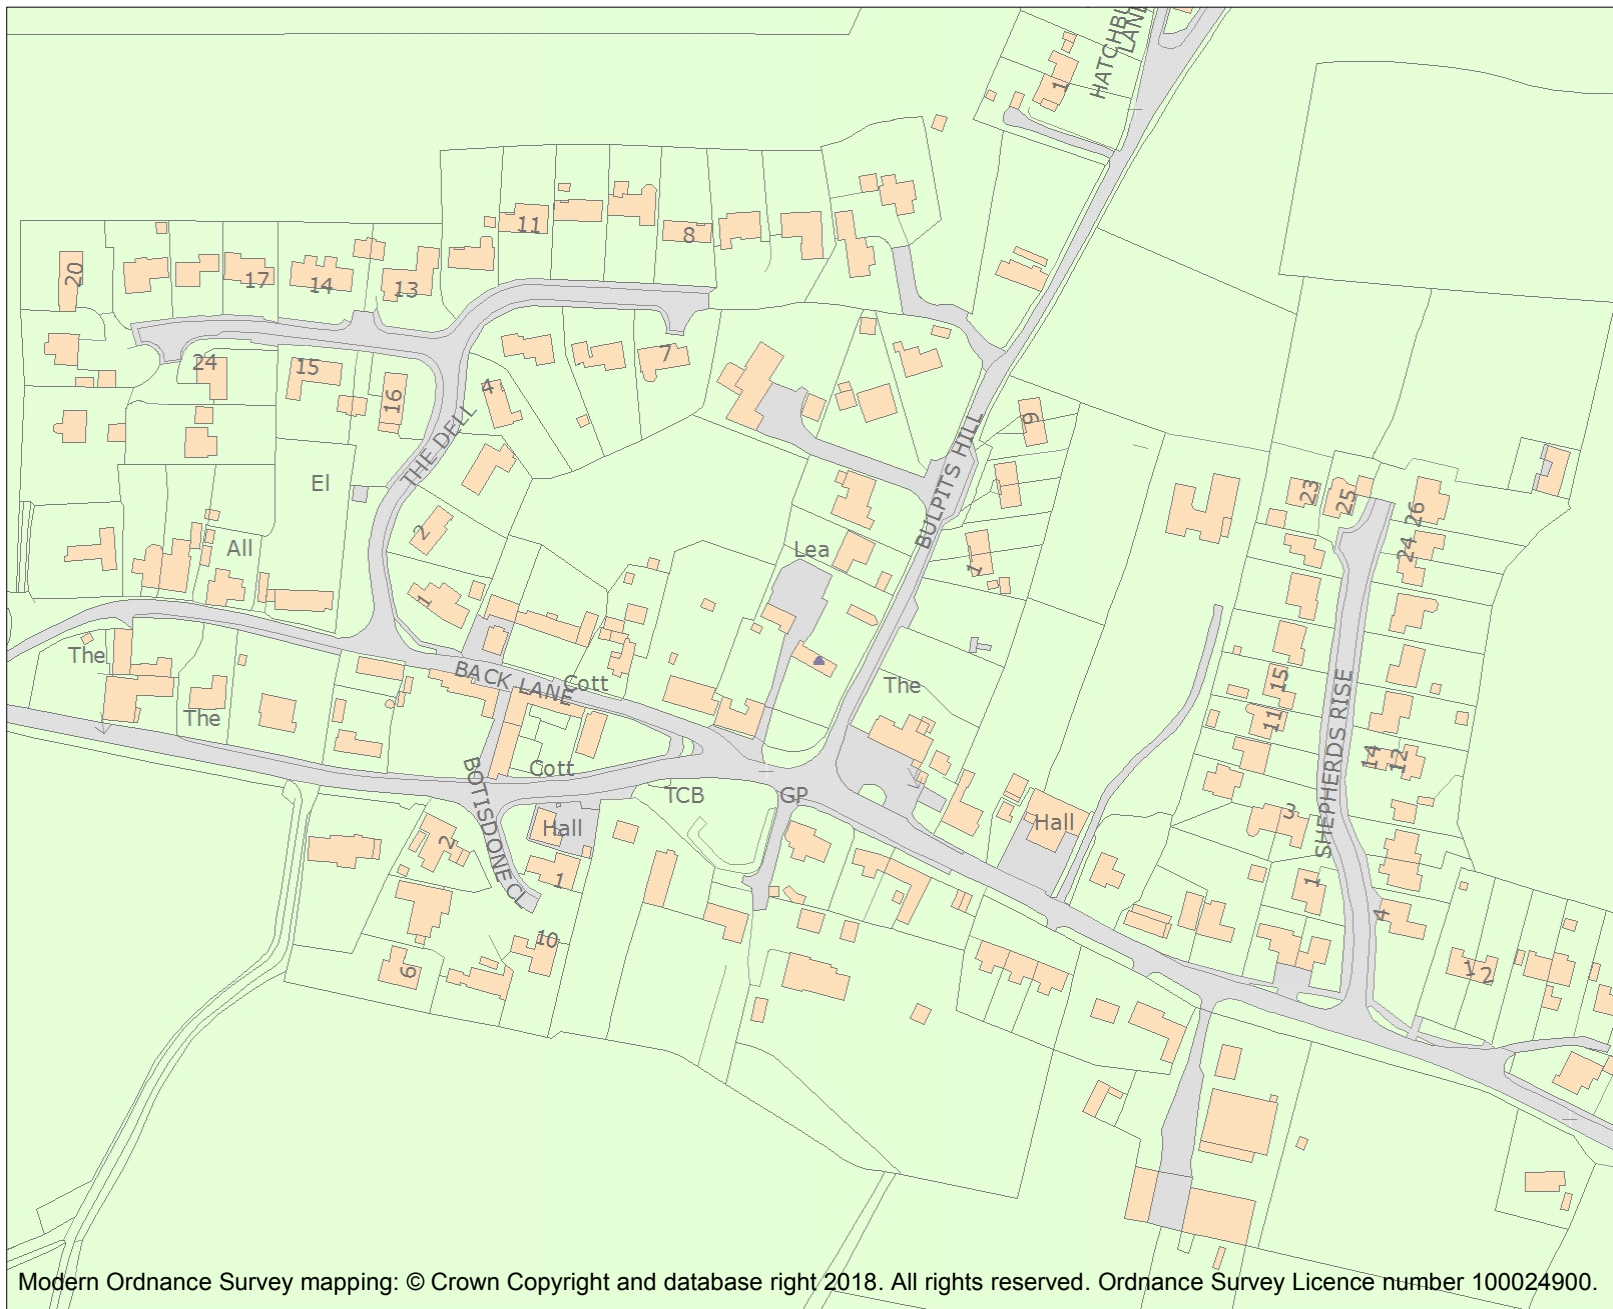 HATCHBU
LANE
1
11
8
20
17
14
13
24
15
16
7
4
THE DELL
9
BULPITS HILL
El
2
All
Lea
1
1
23
25
26
24
The
BACK LANE
Cott
The
The
15
11
SHEPHERDS RISE
14
12
Cott
BOTISDONE CL
TCB
GP
Hall
Hall
3
2
1
1
4
10
6
1
2
Modern Ordnance Survey mapping: © Crown Copyright and database right 2018. All rights reserved. Ordnance Survey Licence number 100024900.